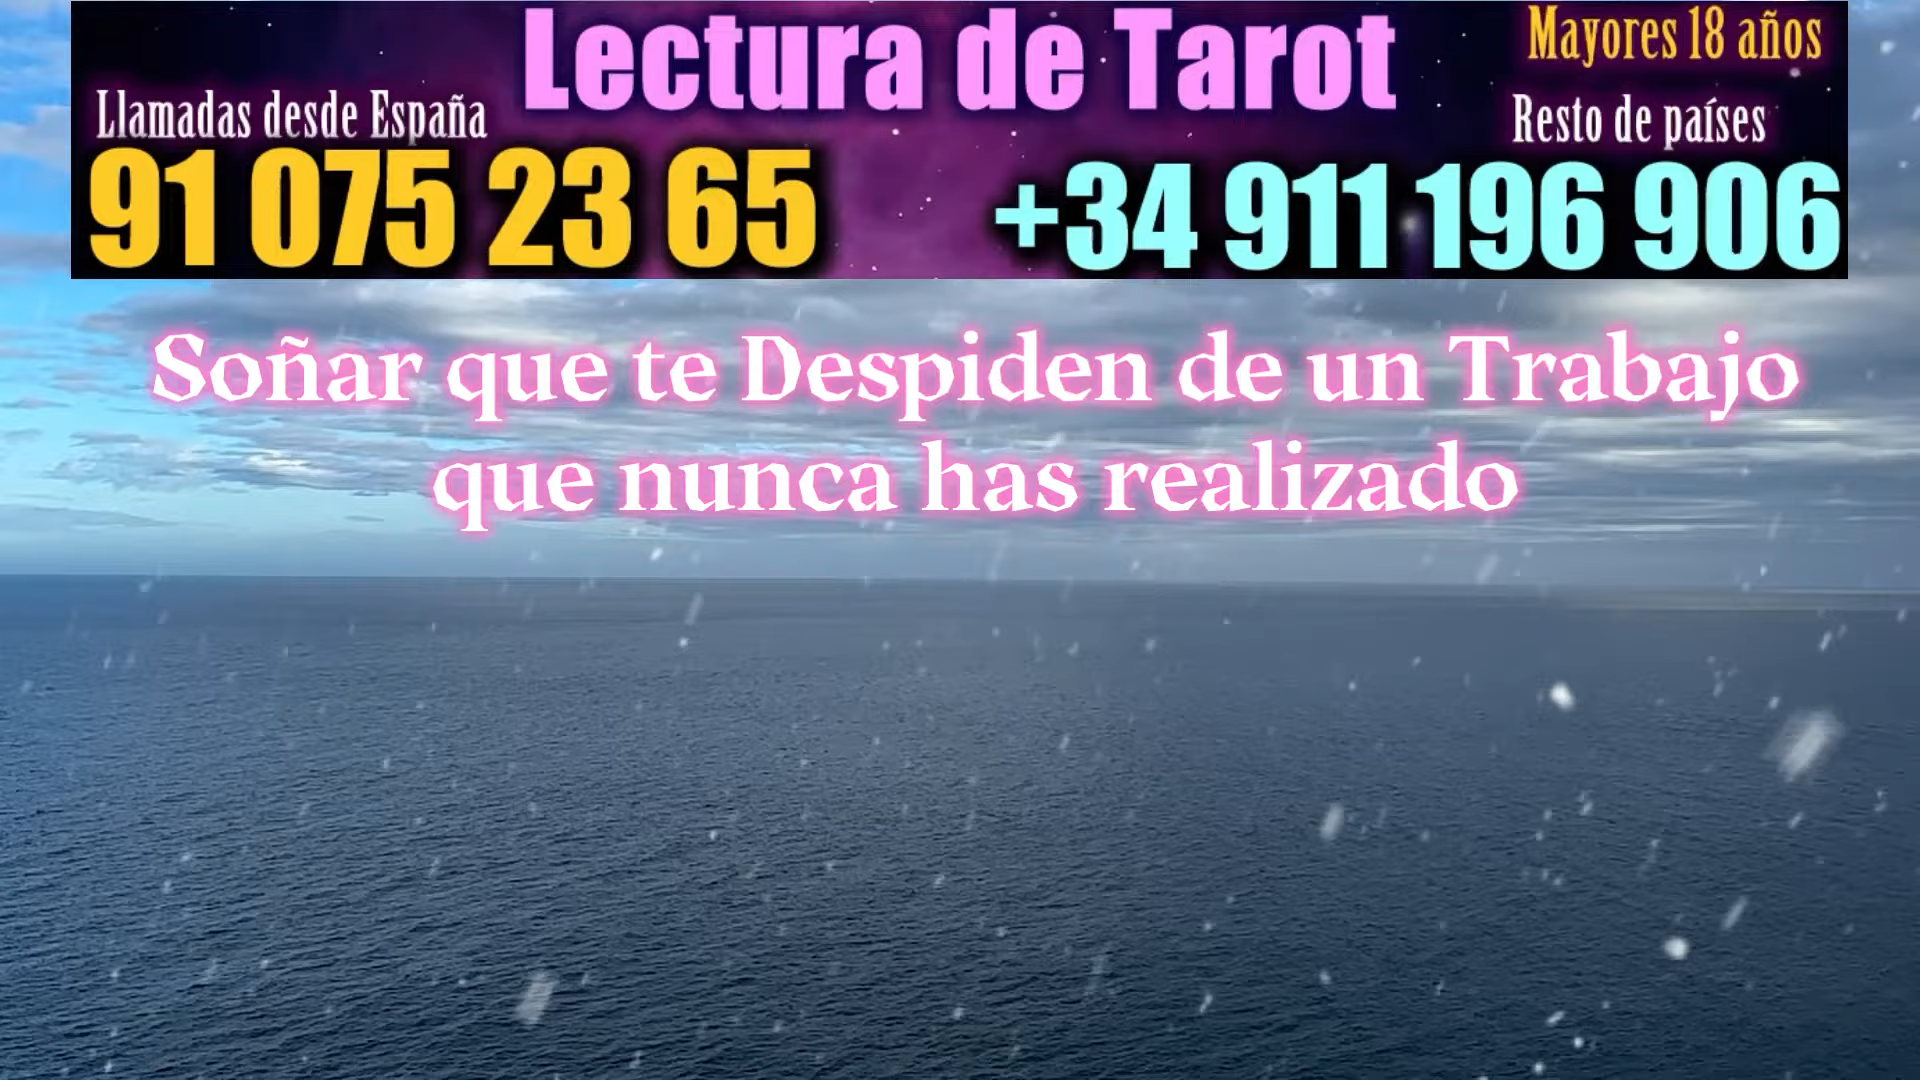 Lectura de Tarot
Mayores 18 años
Llamadas desde España
Resto de países
91 075 23 65
+34 911 196 906
Soñar que te Despiden de un Trabajo
que nunca has realizado